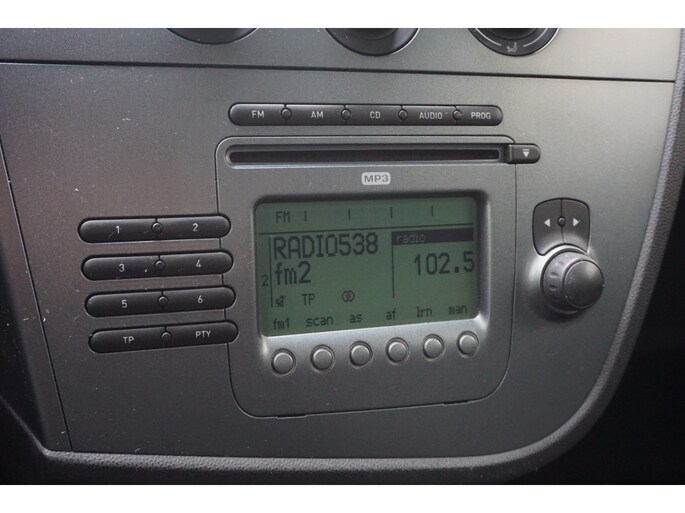 FM AM CD AUDIO PROG
MP3
FM
RADIO538 radio
fm2 102.5
2
TP
fm1 scan as af lrn man
1 2
3 4
5 6
TP PTY